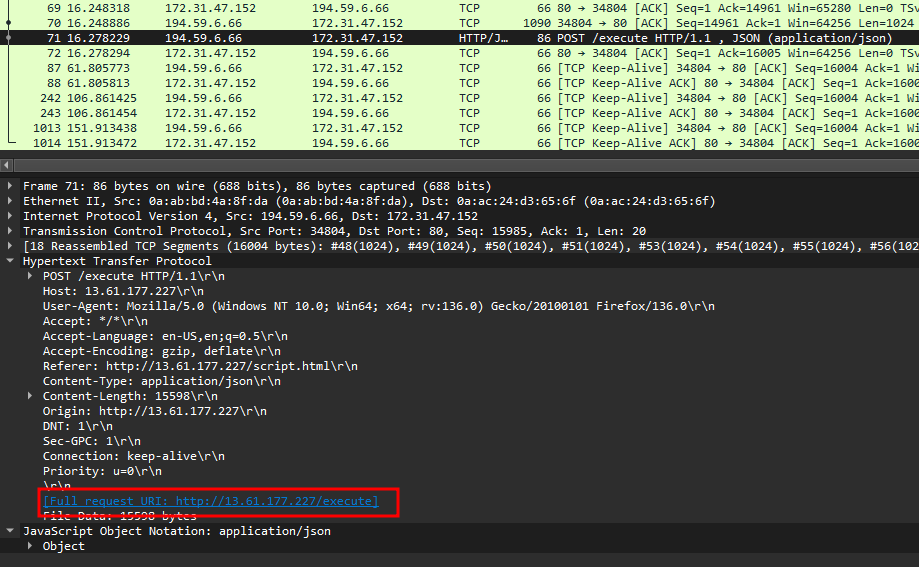 69 16.248318 172.31.47.152 194.59.6.66 TCP 66 80 → 34804 [ACK] Seq=1 Ack=14961 Win=65280 Len=0 TSv
70 16.248886 194.59.6.66 172.31.47.152 TCP 1090 34804 → 80 [ACK] Seq=14961 Ack=1 Win=64256 Len=1024
71 16.278229 194.59.6.66 172.31.47.152 HTTP/J… 86 POST /execute HTTP/1.1 , JSON (application/json)
72 16.278294 172.31.47.152 194.59.6.66 TCP 66 80 → 34804 [ACK] Seq=1 Ack=16005 Win=64256 Len=0 TSv
87 61.805773 194.59.6.66 172.31.47.152 TCP 66 [TCP Keep-Alive] 34804 → 80 [ACK] Seq=16004 Ack=1 Wi
88 61.805813 172.31.47.152 194.59.6.66 TCP 66 [TCP Keep-Alive ACK] 80 → 34804 [ACK] Seq=1 Ack=1600
242 106.861425 194.59.6.66 172.31.47.152 TCP 66 [TCP Keep-Alive] 34804 → 80 [ACK] Seq=16004 Ack=1 Wi
243 106.861454 172.31.47.152 194.59.6.66 TCP 66 [TCP Keep-Alive ACK] 80 → 34804 [ACK] Seq=1 Ack=1600
1013 151.913438 194.59.6.66 172.31.47.152 TCP 66 [TCP Keep-Alive] 34804 → 80 [ACK] Seq=16004 Ack=1 Wi
1014 151.913472 172.31.47.152 194.59.6.66 TCP 66 [TCP Keep-Alive ACK] 80 → 34804 [ACK] Seq=1 Ack=1600
Frame 71: 86 bytes on wire (688 bits), 86 bytes captured (688 bits)
Ethernet II, Src: 0a:ab:bd:4a:8f:da (0a:ab:bd:4a:8f:da), Dst: 0a:ac:24:d3:65:6f (0a:ac:24:d3:65:6f)
Internet Protocol Version 4, Src: 194.59.6.66, Dst: 172.31.47.152
Transmission Control Protocol, Src Port: 34804, Dst Port: 80, Seq: 15985, Ack: 1, Len: 20
[18 Reassembled TCP Segments (16004 bytes): #48(1024), #49(1024), #50(1024), #51(1024), #53(1024), #54(1024), #55(1024), #56(102
Hypertext Transfer Protocol
POST /execute HTTP/1.1\r\n
Host: 13.61.177.227\r\n
User-Agent: Mozilla/5.0 (Windows NT 10.0; Win64; x64; rv:136.0) Gecko/20100101 Firefox/136.0\r\n
Accept: */*\r\n
Accept-Language: en-US,en;q=0.5\r\n
Accept-Encoding: gzip, deflate\r\n
Referer: http://13.61.177.227/script.html\r\n
Content-Type: application/json\r\n
Content-Length: 15598\r\n
Origin: http://13.61.177.227\r\n
DNT: 1\r\n
Sec-GPC: 1\r\n
Connection: keep-alive\r\n
Priority: u=0\r\n
\r\n
[Full request URI: http://13.61.177.227/execute]
File Data: 15598 bytes
JavaScript Object Notation: application/json
Object